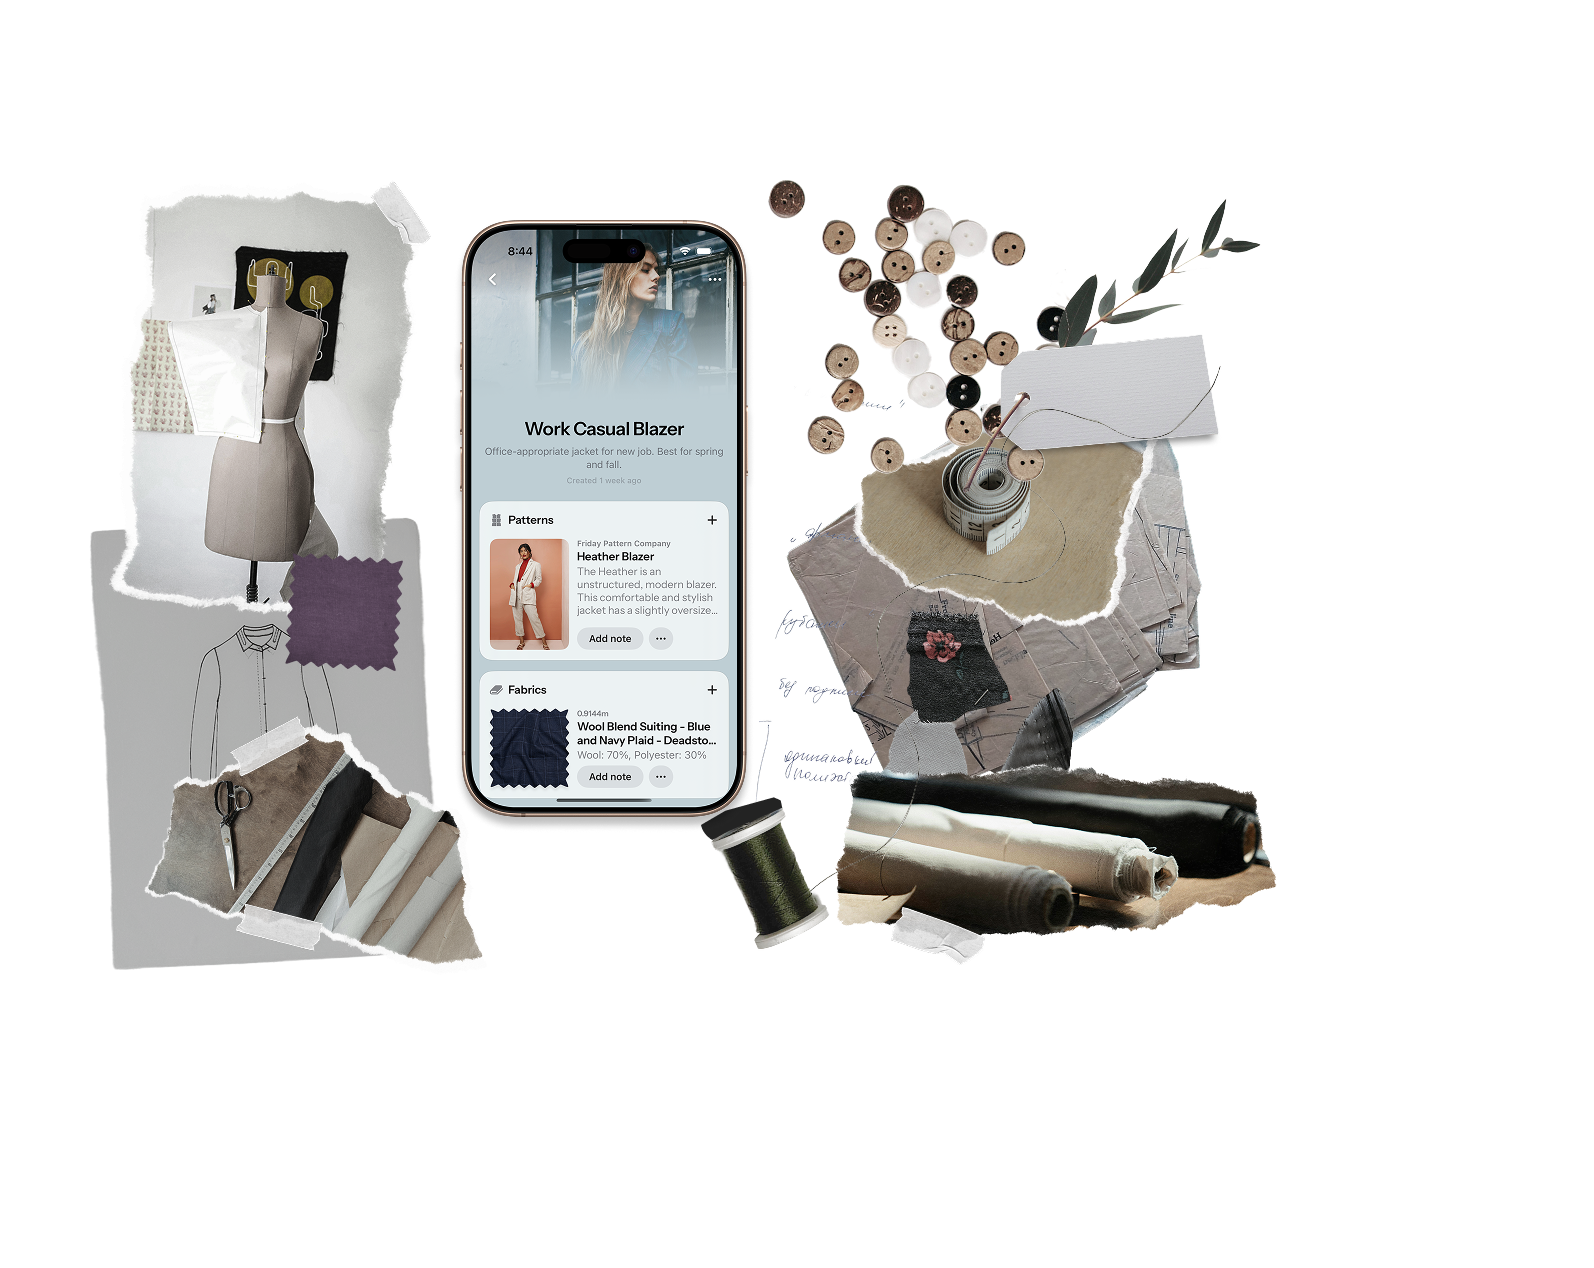 8:44
Work Casual Blazer
Office-appropriate jacket for new job. Best for spring
and fall.
Created 1 week ago
Patterns
Friday Pattern Company
Heather Blazer
The Heather is an
unstructured, modern blazer.
This comfortable and stylish
jacket has a slightly oversize...
Add note
Fabrics
0.9144m
Wool Blend Suiting - Blue
and Navy Plaid - Deadsto...
Wool: 70%, Polyester: 30%
Add note
без